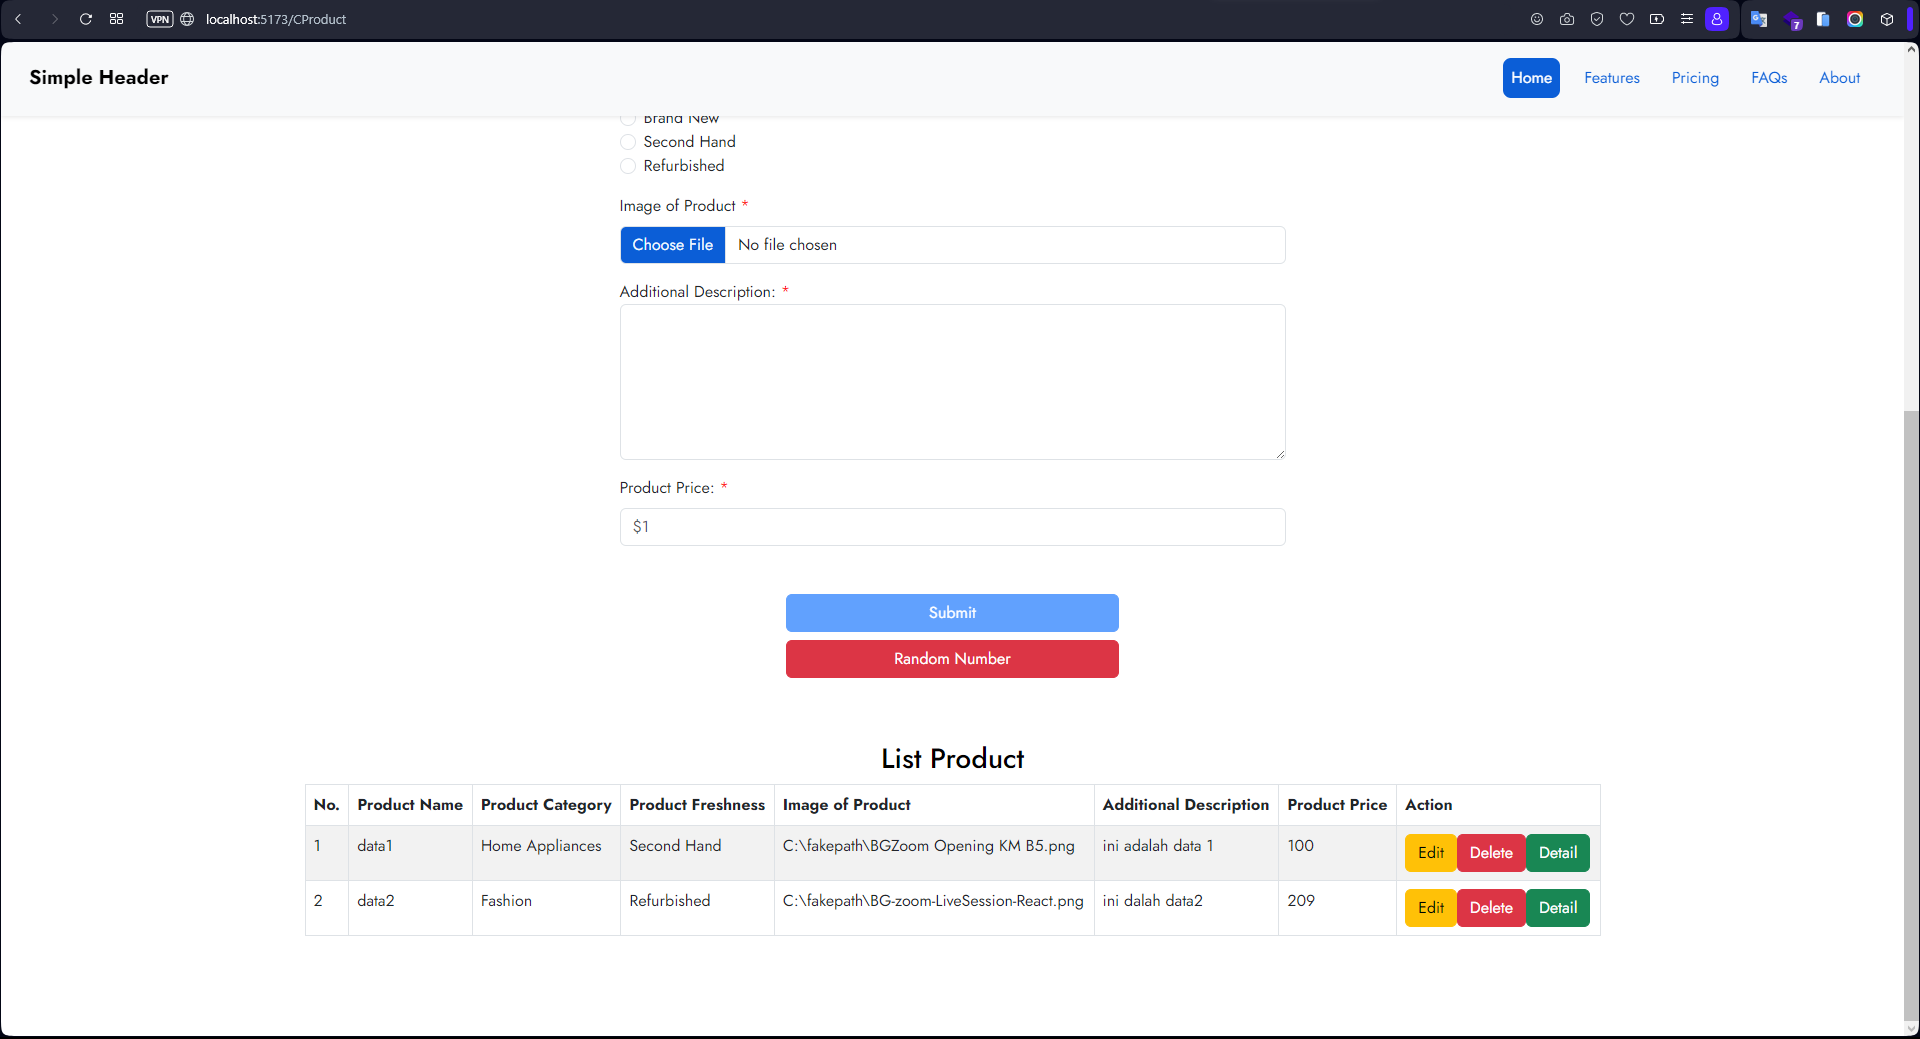 VPN localhost:5173/CProduct
7
Simple Header Home Features Pricing FAQs About
Brand New
Second Hand
Refurbished
Image of Product *
Choose File No file chosen
Additional Description: *
Product Price: *
$1
Submit
Random Number
List Product
No. Product Name Product Category Product Freshness Image of Product Additional Description Product Price Action
1 data1 Home Appliances Second Hand C:\fakepath\BGZoom Opening KM B5.png ini adalah data 1 100 Edit Delete Detail
2 data2 Fashion Refurbished C:\fakepath\BG-zoom-LiveSession-React.png ini dalah data2 209 Edit Delete Detail